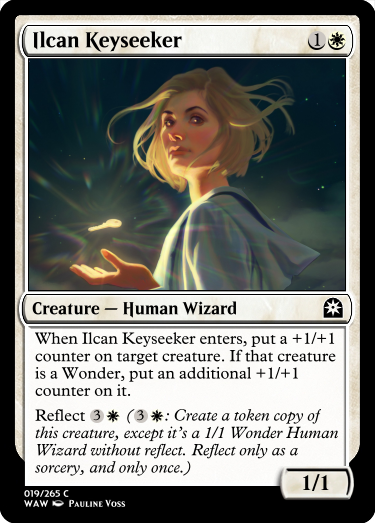 Ilcan Keyseeker 1
Creature — Human Wizard
When Ilcan Keyseeker enters, put a +1/+1
counter on target creature. If that creature
is a Wonder, put an additional +1/+1
counter on it.
Reflect 3 (3: Create a token copy of
this creature, except it's a 1/1 Wonder Human
Wizard without reflect. Reflect only as a
sorcery, and only once.)
1/1
019/265 C
WAW Pauline Voss